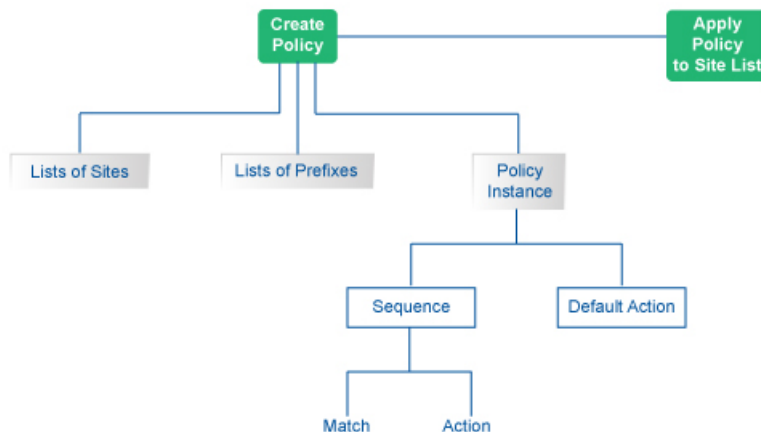 Create
Policy
Apply
Policy
to Site List
Lists of Sites
Lists of Prefixes
Policy
Instance
Sequence
Default Action
Match
Action